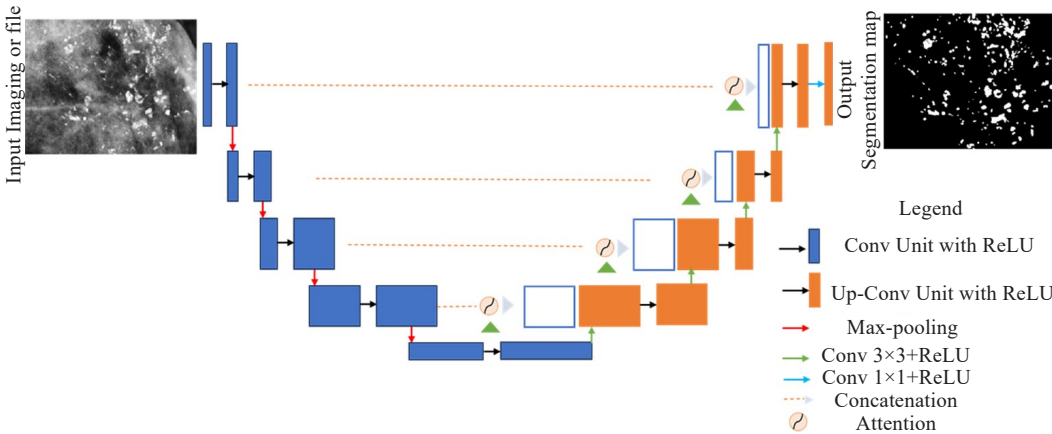 Input Imaging or file
Output
Segmentation map
Legend
Conv Unit with ReLU
Up-Conv Unit with ReLU
Max-pooling
Conv 3×3+ReLU
Conv 1×1+ReLU
Concatenation
Attention